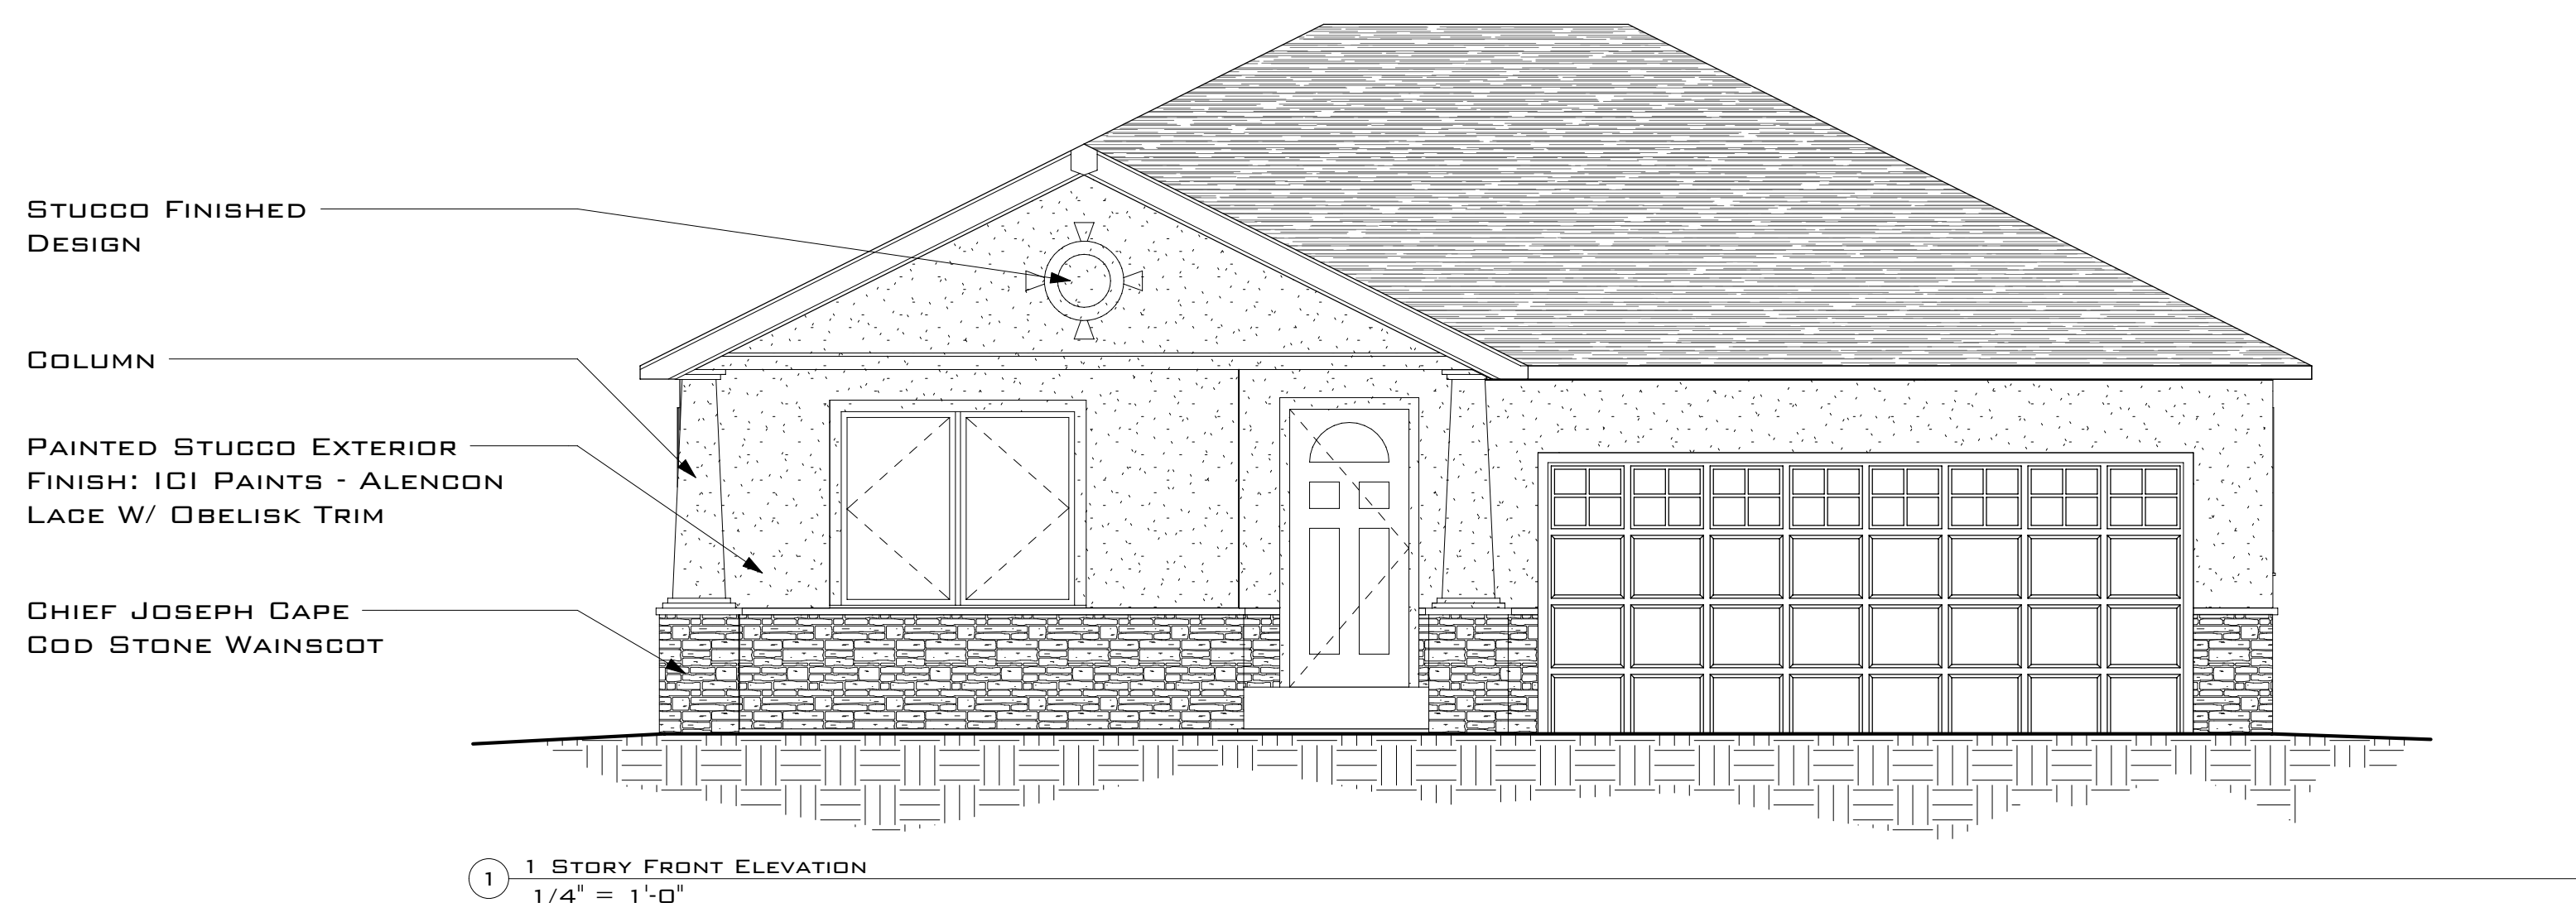 Stucco Finished
Design
Column
Painted Stucco Exterior
Finish: ICI Paints - Alencon
Lace W/ Obelisk Trim
Chief Joseph Cape
Cod Stone Wainscot
1
1 Story Front Elevation
1/4" = 1'-0"